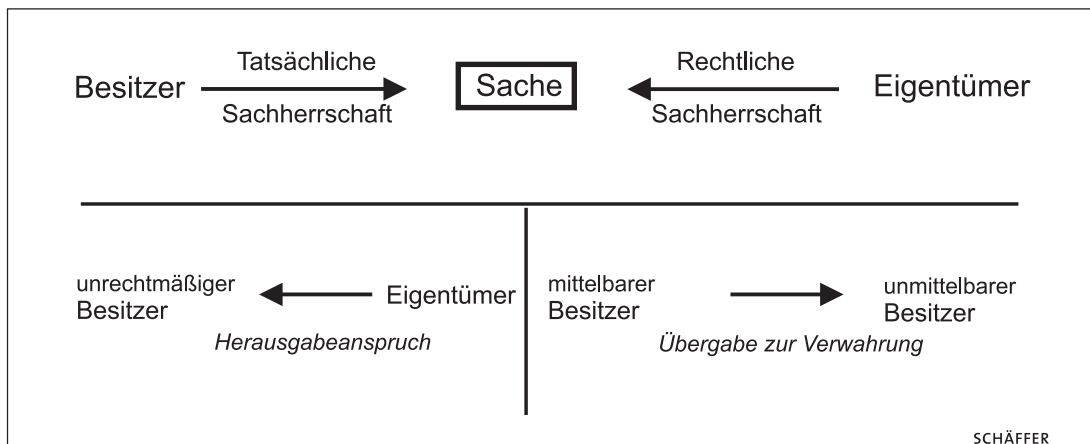 Besitzer
Tatsächliche
Sachherrschaft
Sache
Rechtliche
Sachherrschaft
Eigentümer
unrechtmäßiger
Besitzer
Eigentümer
Herausgabeanspruch
mittelbarer
Besitzer
unmittelbarer
Besitzer
Übergabe zur Verwahrung
SCHÄFFER